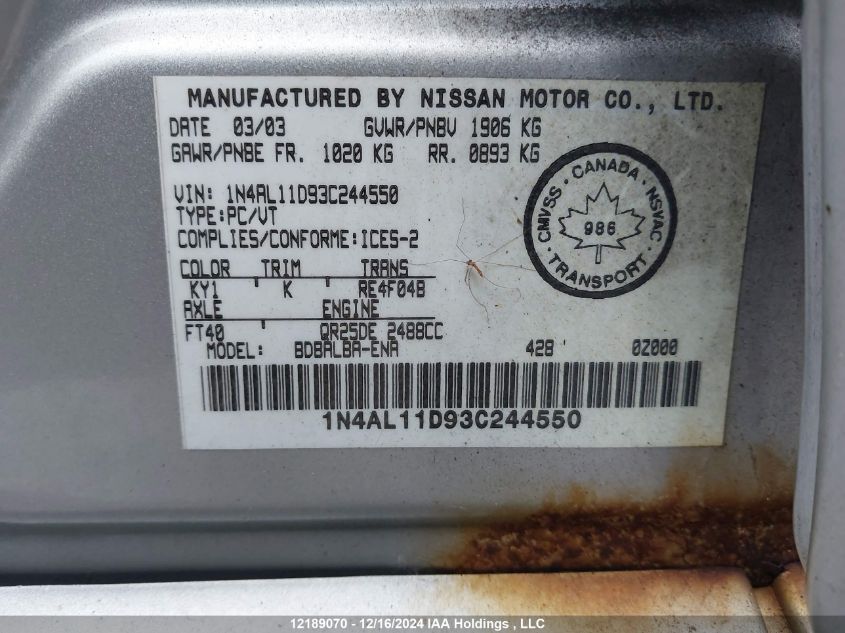 MANUFACTURED BY NISSAN MOTOR CO., LTD.
DATE 03/03 GVWR/PNBV 1906 KG
GAWR/PNBE FR. 1020 KG RR. 0893 KG
VIN: 1N4AL11D93C244550
TYPE:PC/VT
COMPLIES/CONFORME:ICES-2
CANADA · NSVAC · TRANSPORT · CMVSS ·
986
COLOR TRIM TRANS
KY1 K RE4F04B
AXLE ENGINE
FT40 QR25DE 2488CC
MODEL: BDBALBA-ENA 428 0Z000
1N4AL11D93C244550
12189070 - 12/16/2024 IAA Holdings , LLC